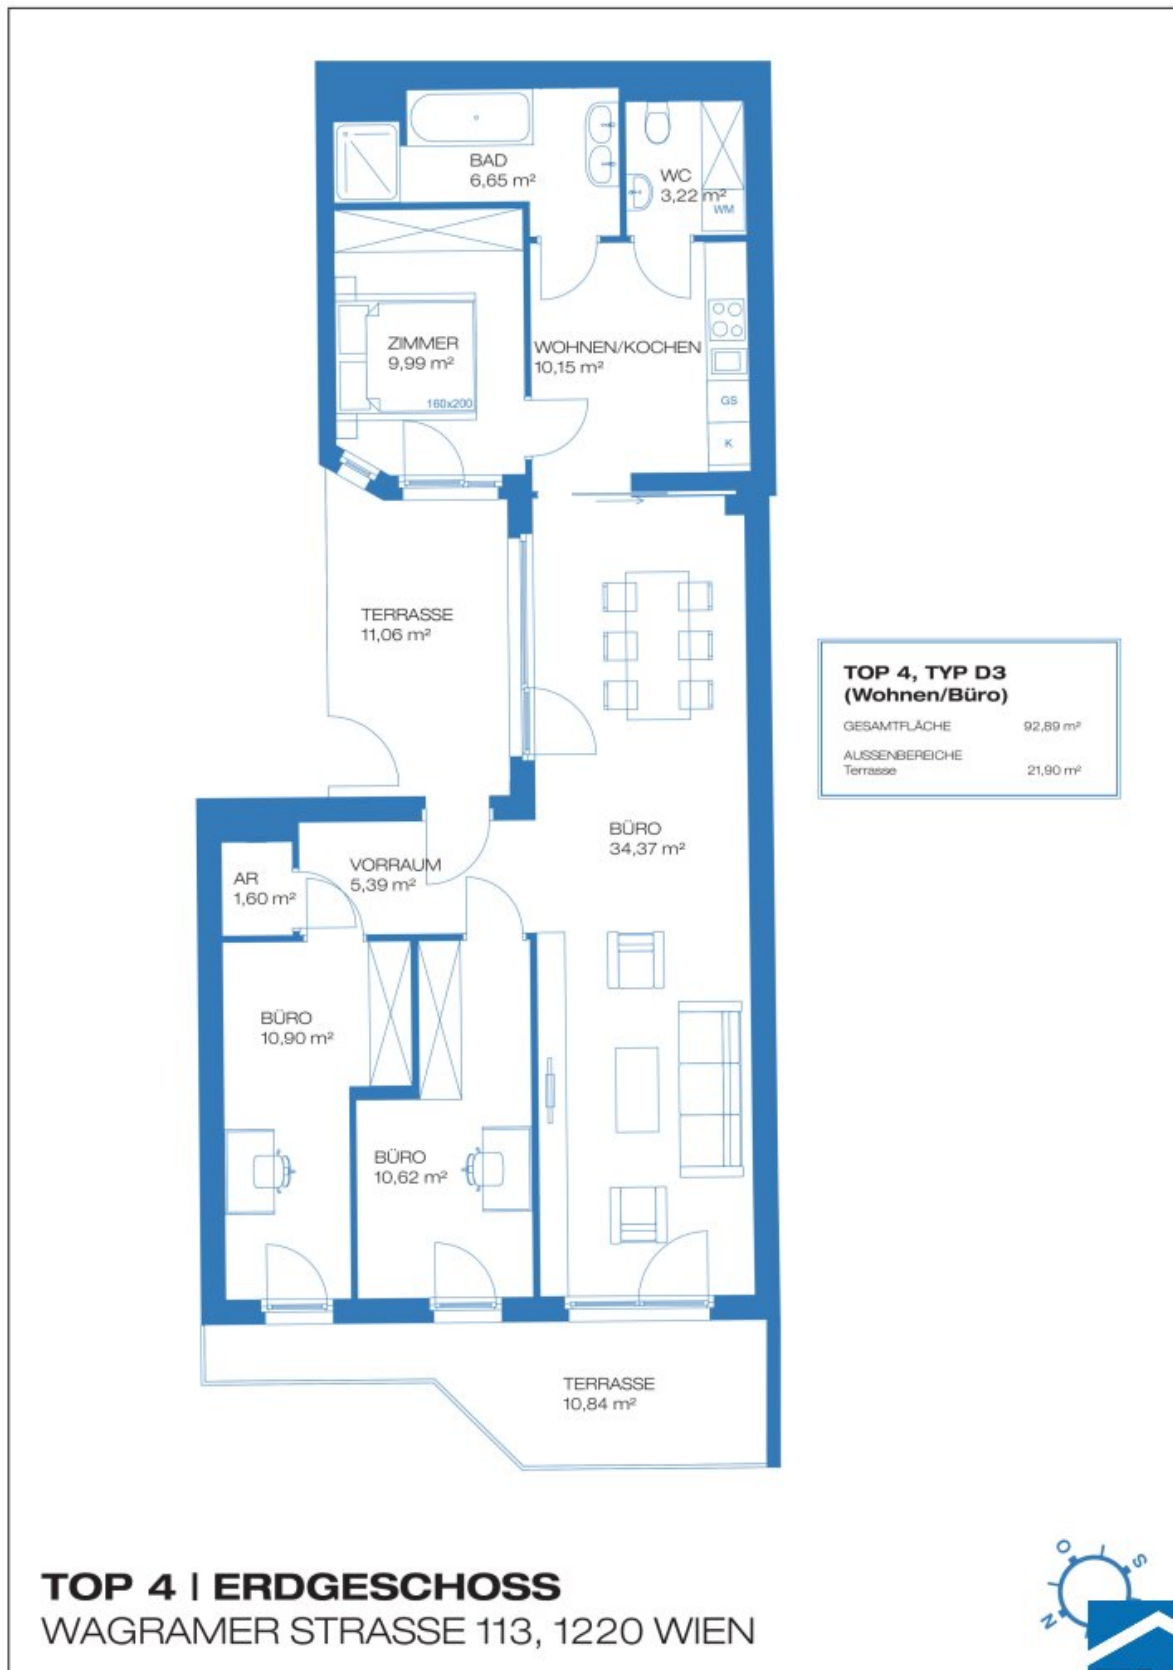 BAD
6,65 m²
WC
3,22 m²
WM
ZIMMER
9,99 m²
160x200
WOHNEN/KOCHEN
10,15 m²
GS
K
TERRASSE
11,06 m²
TOP 4, TYP D3
(Wohnen/Büro)
GESAMTFLÄCHE 92,89 m²
AUSSENBEREICHE
Terrasse 21,90 m²
BÜRO
34,37 m²
VORRAUM
5,39 m²
AR
1,60 m²
BÜRO
10,90 m²
BÜRO
10,62 m²
TERRASSE
10,84 m²
TOP 4 | ERDGESCHOSS
WAGRAMER STRASSE 113, 1220 WIEN
O
S
N